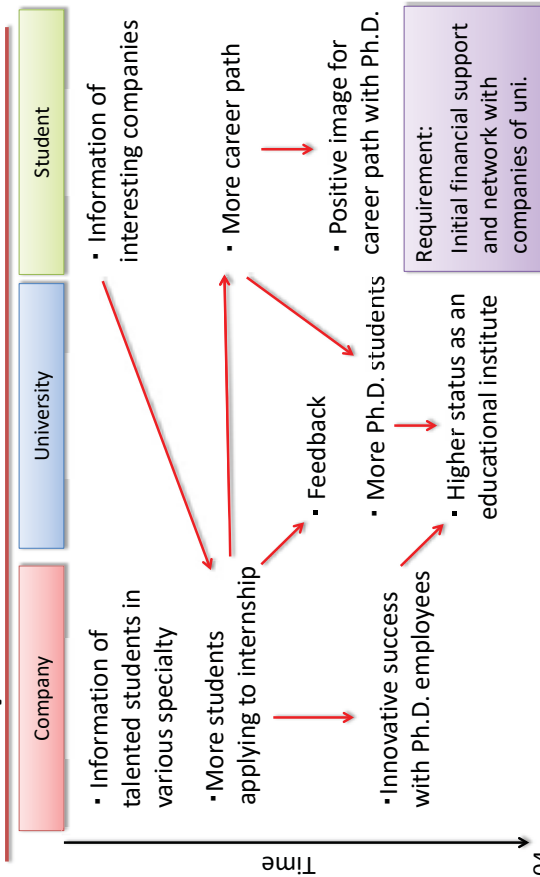 Company
University
Student
・Information of
talented students in
various specialty
・Information of
interesting companies
・More students
applying to internship
・More career path
・Feedback
・More Ph.D. students
・Positive image for
career path with Ph.D.
・Innovative success
with Ph.D. employees
・Higher status as an
educational institute
Requirement:
Initial financial support
and network with
companies of uni.
Time